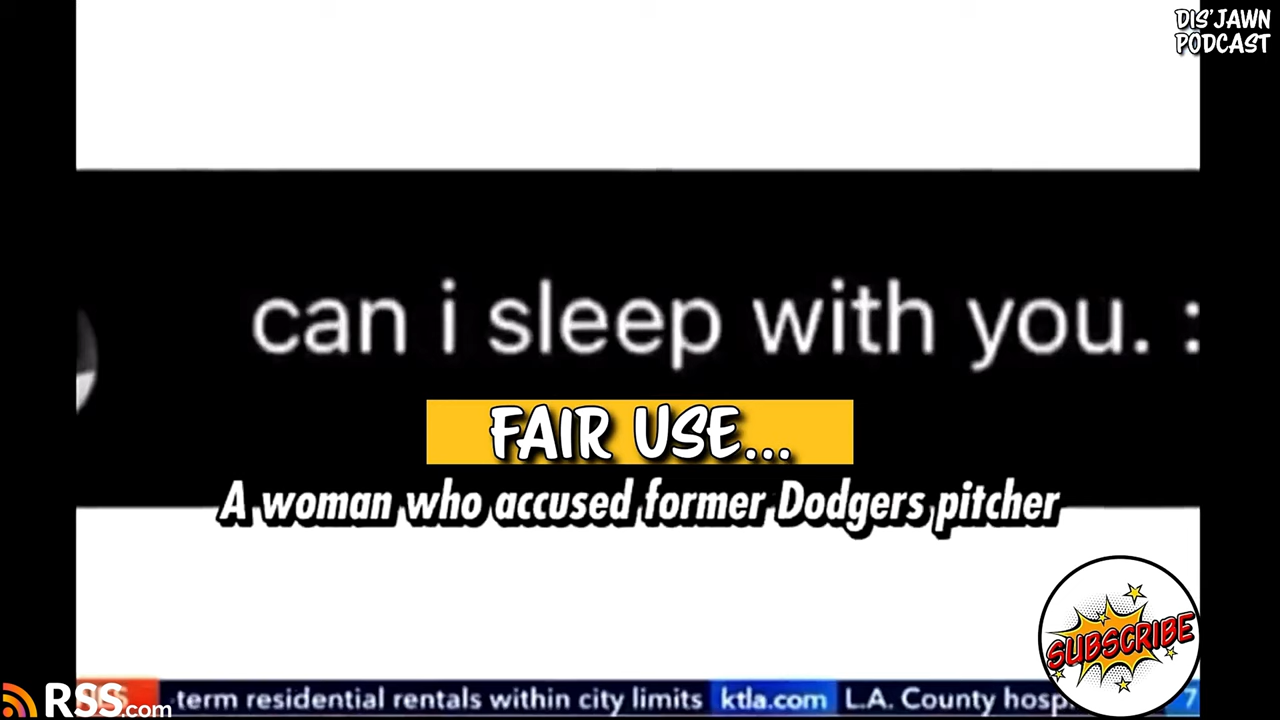 DIS'JAWN
PODCAST
can i sleep with you. :
FAIR USE...
A woman who accused former Dodgers pitcher
SUBSCRIBE
RSS.com
term residential rentals within city limits ktla.com L.A. County hosp 7